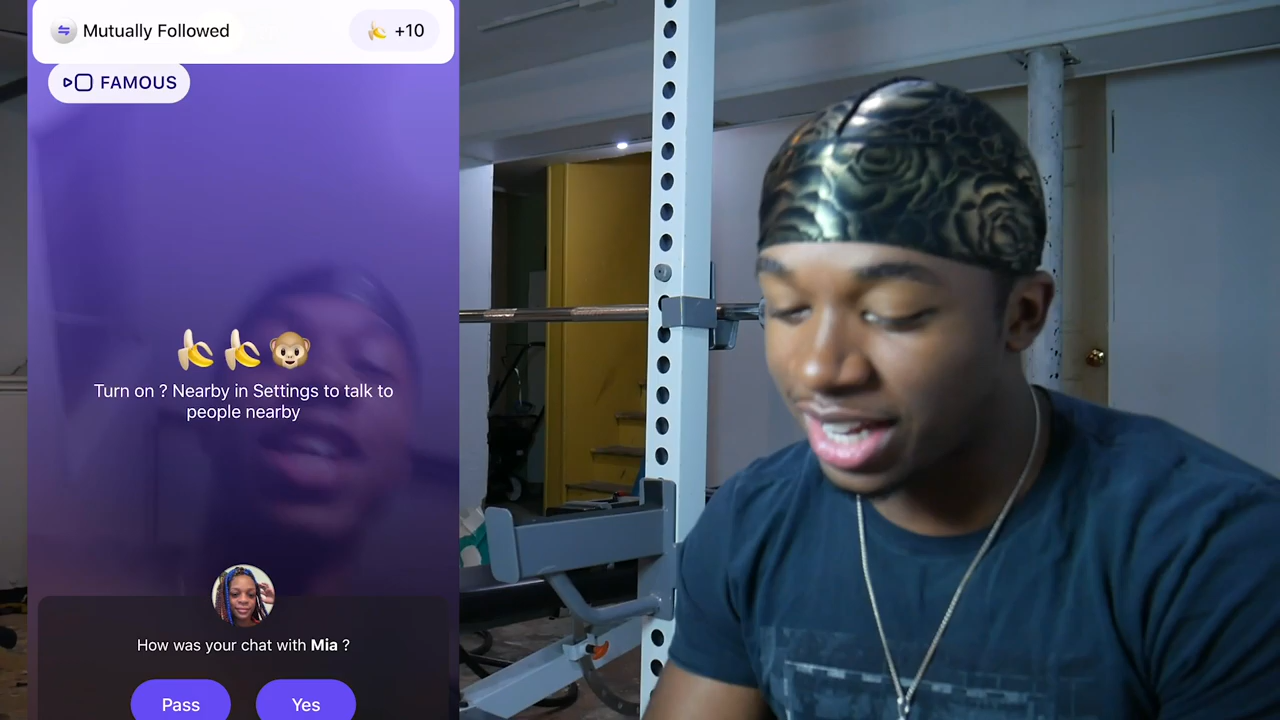 Mutually Followed
+10
FAMOUS
Turn on ? Nearby in Settings to talk to
people nearby
How was your chat with Mia ?
Pass
Yes